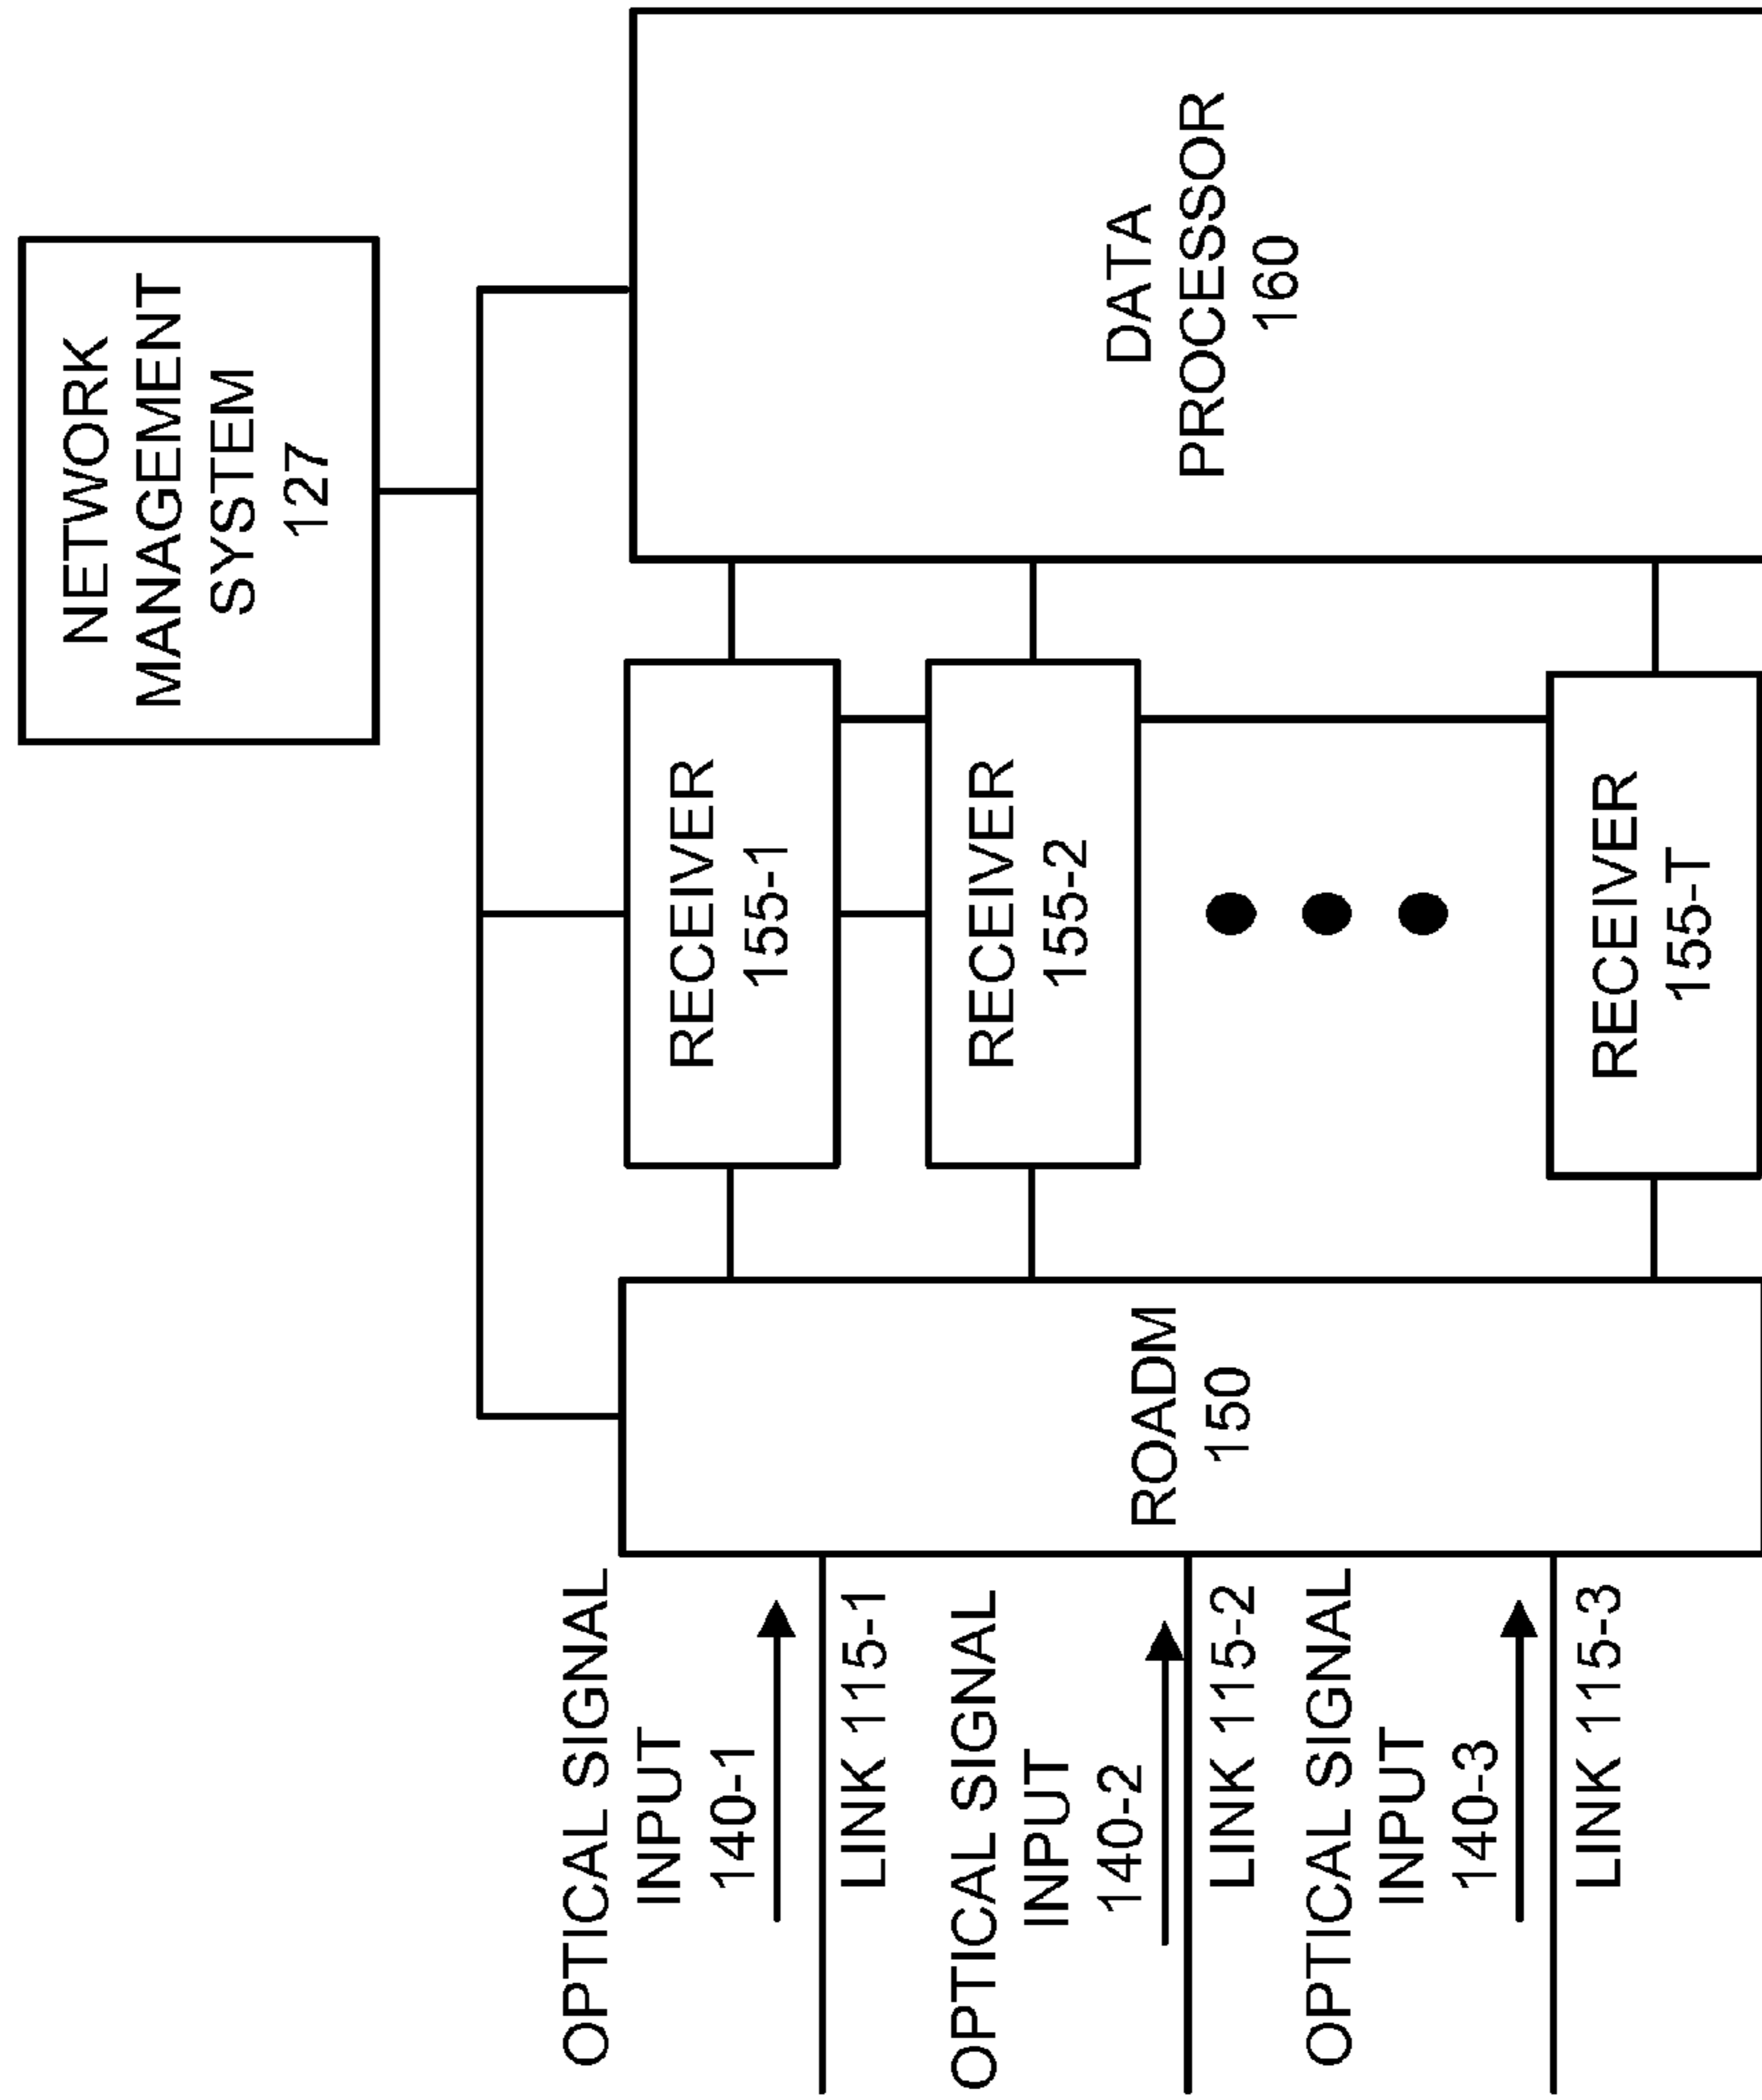 NETWORK
MANAGEMENT
SYSTEM
127
OPTICAL SIGNAL
INPUT
140-1
LINK 115-1
OPTICAL SIGNAL
INPUT
140-2
LINK 115-2
OPTICAL SIGNAL
INPUT
140-3
LINK 115-3
ROADM
150
RECEIVER
155-1
RECEIVER
155-2
RECEIVER
155-T
DATA
PROCESSOR
160